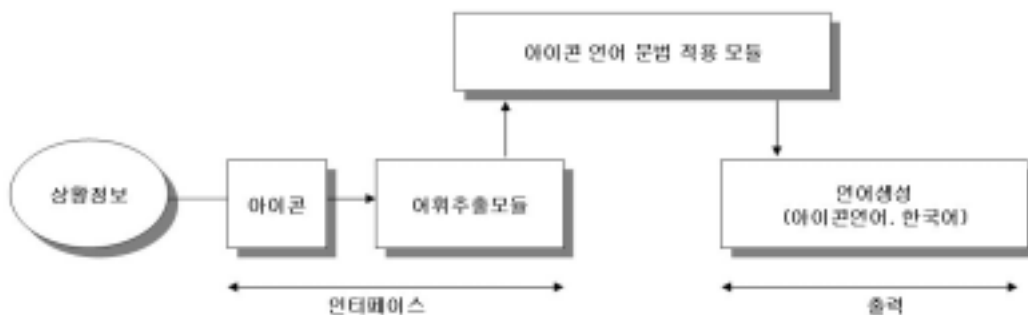 아이콘 언어 문법 적용 모듈
상황정보
아이콘
어휘추출모듈
언어생성
(아이콘언어, 한국어)
인터페이스
출력